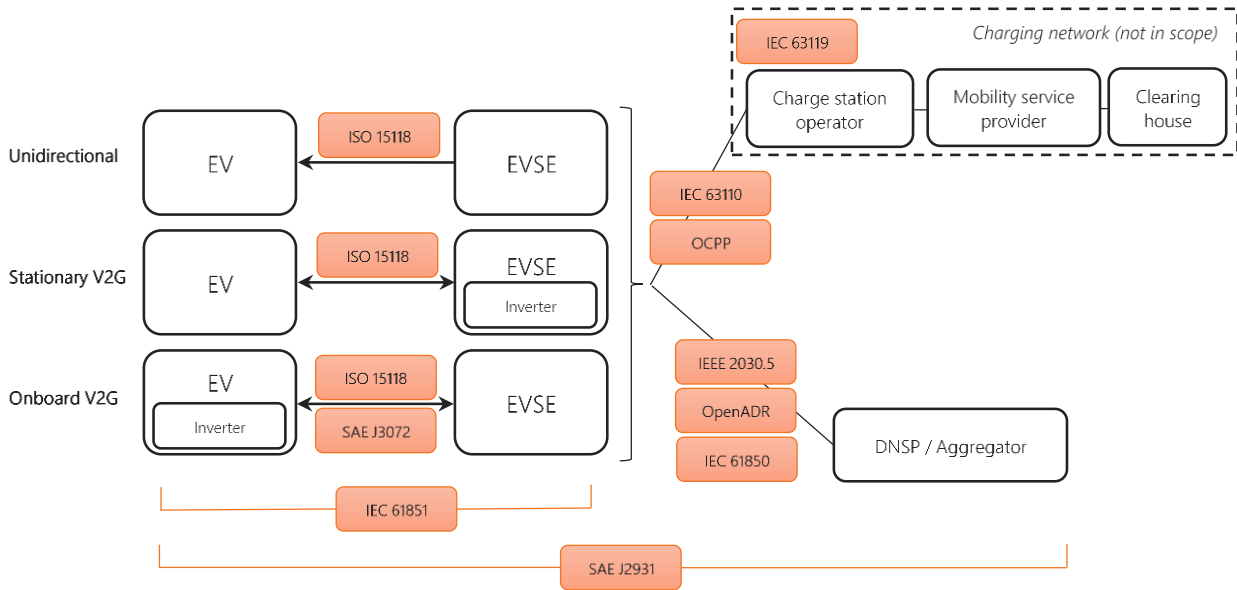 IEC 63119
Charging network (not in scope)
Charge station
operator
Mobility service
provider
Clearing
house
Unidirectional
EV
ISO 15118
EVSE
IEC 63110
OCPP
Stationary V2G
EV
ISO 15118
EVSE
Inverter
Onboard V2G
EV
Inverter
ISO 15118
SAE J3072
EVSE
IEEE 2030.5
OpenADR
IEC 61850
DNSP / Aggregator
IEC 61851
SAE J2931